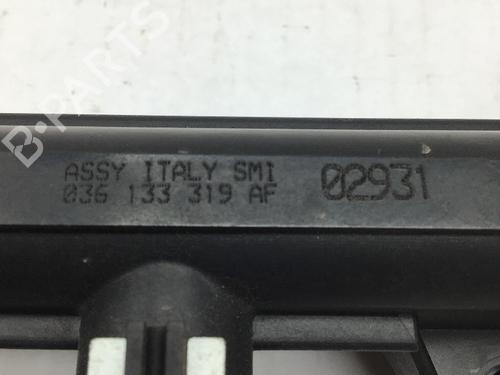 B-PARTS
ASSY ITALY SMI
036 133 319 AF 02931